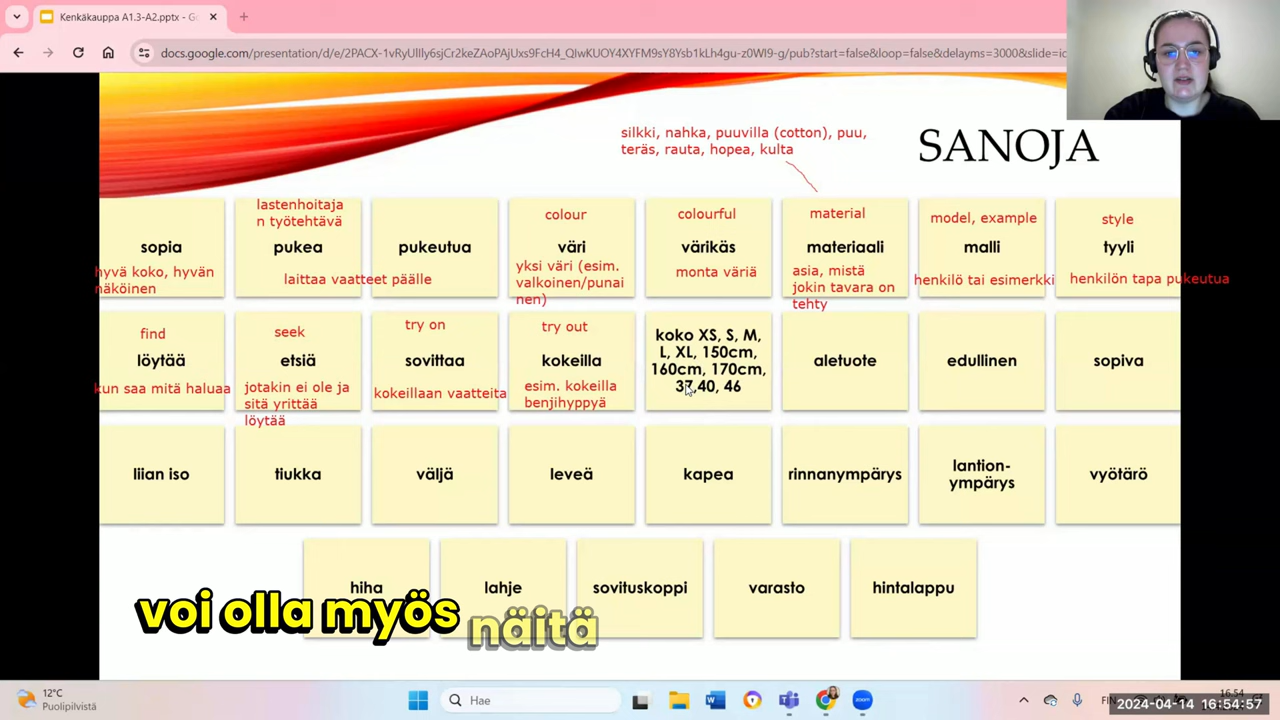 Kenkäkauppa A1.3-A2.pptx - Go
docs.google.com/presentation/d/e/2PACX-1vRyUllly6sjCr2keZAoPAjUxs9FcH4_QIwKUOY4XYFM9sY8Ysb1kLh4gu-z0WI9-g/pub?start=false&loop=false&delayms=3000&slide=id
silkki, nahka, puuvilla (cotton), puu,
teräs, rauta, hopea, kulta
SANOJA
lastenhoitaja
n työtehtävä
colour
colourful
material
model, example
style
sopia
pukea
pukeutua
väri
värikäs
materiaali
malli
tyyli
hyvä koko, hyvän
näköinen
laittaa vaatteet päälle
yksi väri (esim.
valkoinen/punai
nen)
monta väriä
asia, mistä
jokin tavara on
tehty
henkilö tai esimerkki
henkilön tapa pukeutua
find
seek
try on
try out
löytää
etsiä
sovittaa
kokeilla
koko XS, S, M,
L, XL, 150cm,
160cm, 170cm,
37,40, 46
aletuote
edullinen
sopiva
kun saa mitä haluaa
jotakin ei ole ja
sitä yrittää
löytää
kokeillaan vaatteita
esim. kokeilla
benjihyppyä
liian iso
tiukka
väljä
leveä
kapea
rinnanympärys
lantion-
ympärys
vyötärö
hiha
lahje
sovituskoppi
varasto
hintalappu
voi olla myös näitä
12°C
Puolipilvistä
Hae
FIN
16.54
2024-04-14 16:54:57